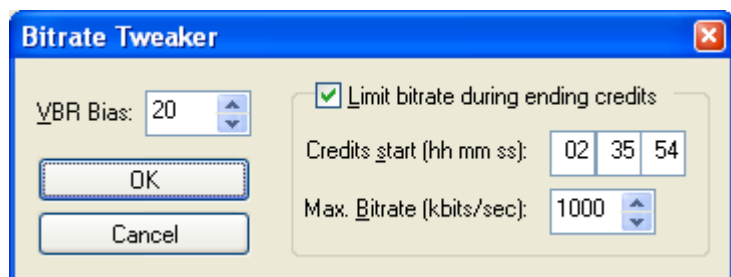 Bitrate Tweaker
VBR Bias: 20
OK
Cancel
Limit bitrate during ending credits
Credits start (hh mm ss): 02 35 54
Max. Bitrate (kbits/sec): 1000